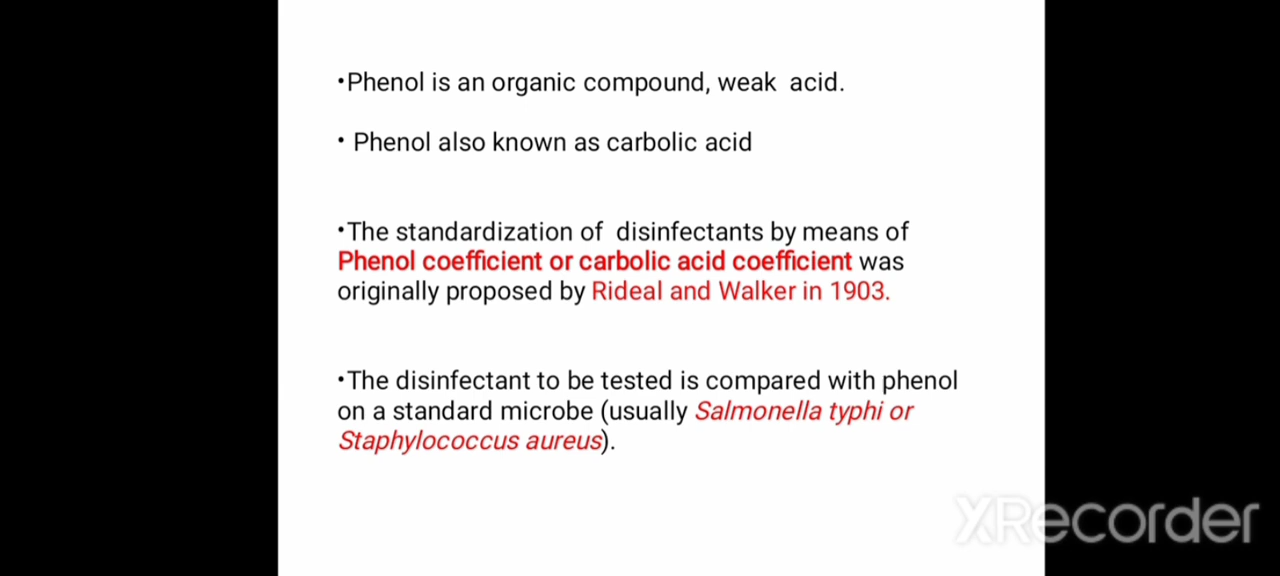 •Phenol is an organic compound, weak  acid.
• Phenol also known as carbolic acid
•The standardization of  disinfectants by means of
Phenol coefficient or carbolic acid coefficient was
originally proposed by Rideal and Walker in 1903.
•The disinfectant to be tested is compared with phenol
on a standard microbe (usually Salmonella typhi or
Staphylococcus aureus).
XRecorder